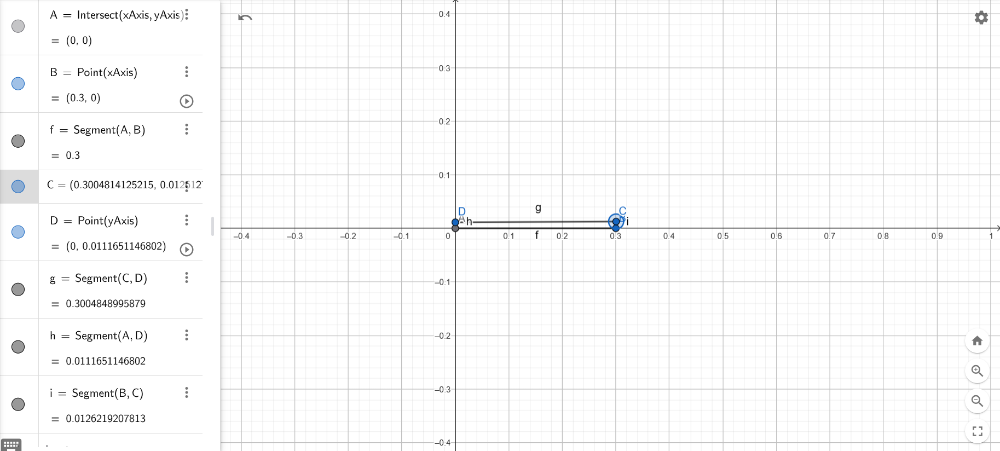 A = Intersect(xAxis, yAxis)
= (0, 0)
B = Point(xAxis)
= (0.3, 0)
f = Segment(A, B)
= 0.3
C = (0.3004814125215, 0.0126127
D = Point(yAxis)
= (0, 0.0111651146802)
g = Segment(C, D)
= 0.3004848995879
h = Segment(A, D)
= 0.0111651146802
i = Segment(B, C)
= 0.0126219207813
0.4
0.3
0.2
0.1
g
D C
A h B i
–0.4 –0.3 –0.2 –0.1 0 0.1 f 0.2 0.3 0.4 0.5 0.6 0.7 0.8 0.9 1
–0.1
–0.2
–0.3
–0.4